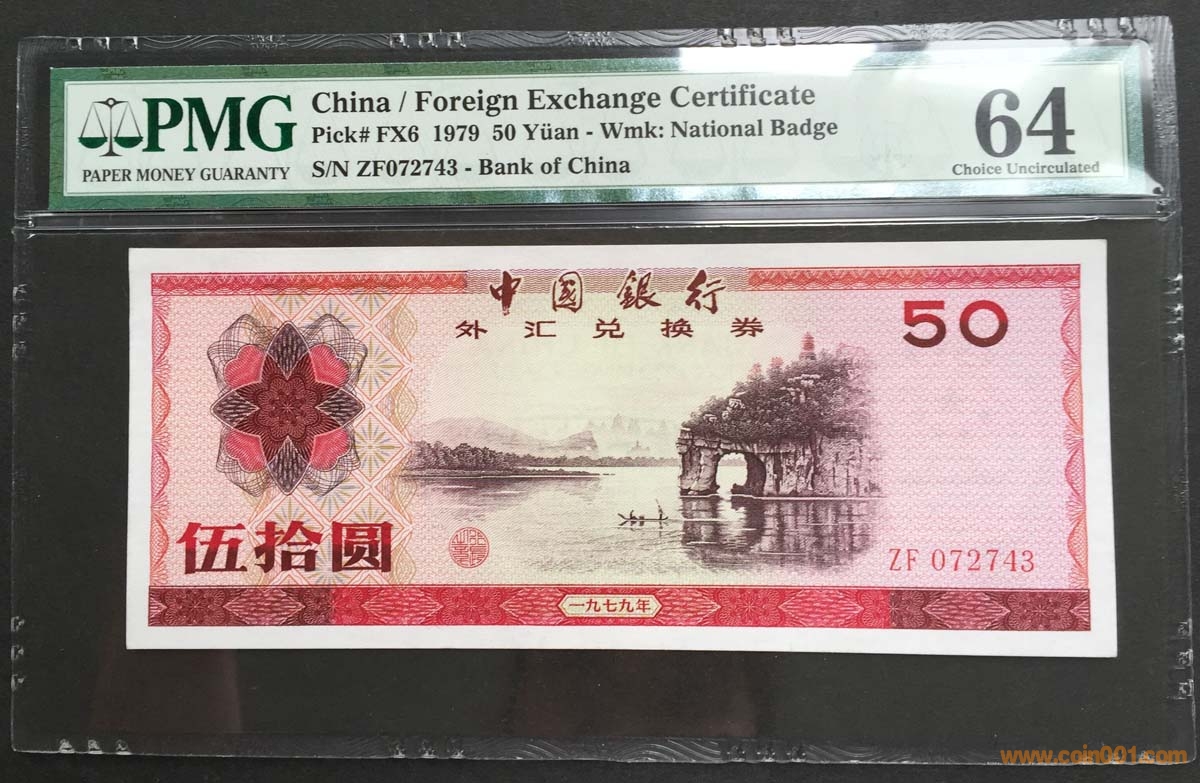 PMG
PAPER MONEY GUARANTY
China / Foreign Exchange Certificate
Pick# FX6 1979 50 Yüan - Wmk: National Badge
S/N ZF072743 - Bank of China
64
Choice Uncirculated
中國銀行
外汇兑换券
50
伍拾圆
ZF 072743
一九七九年
www.coin001.com